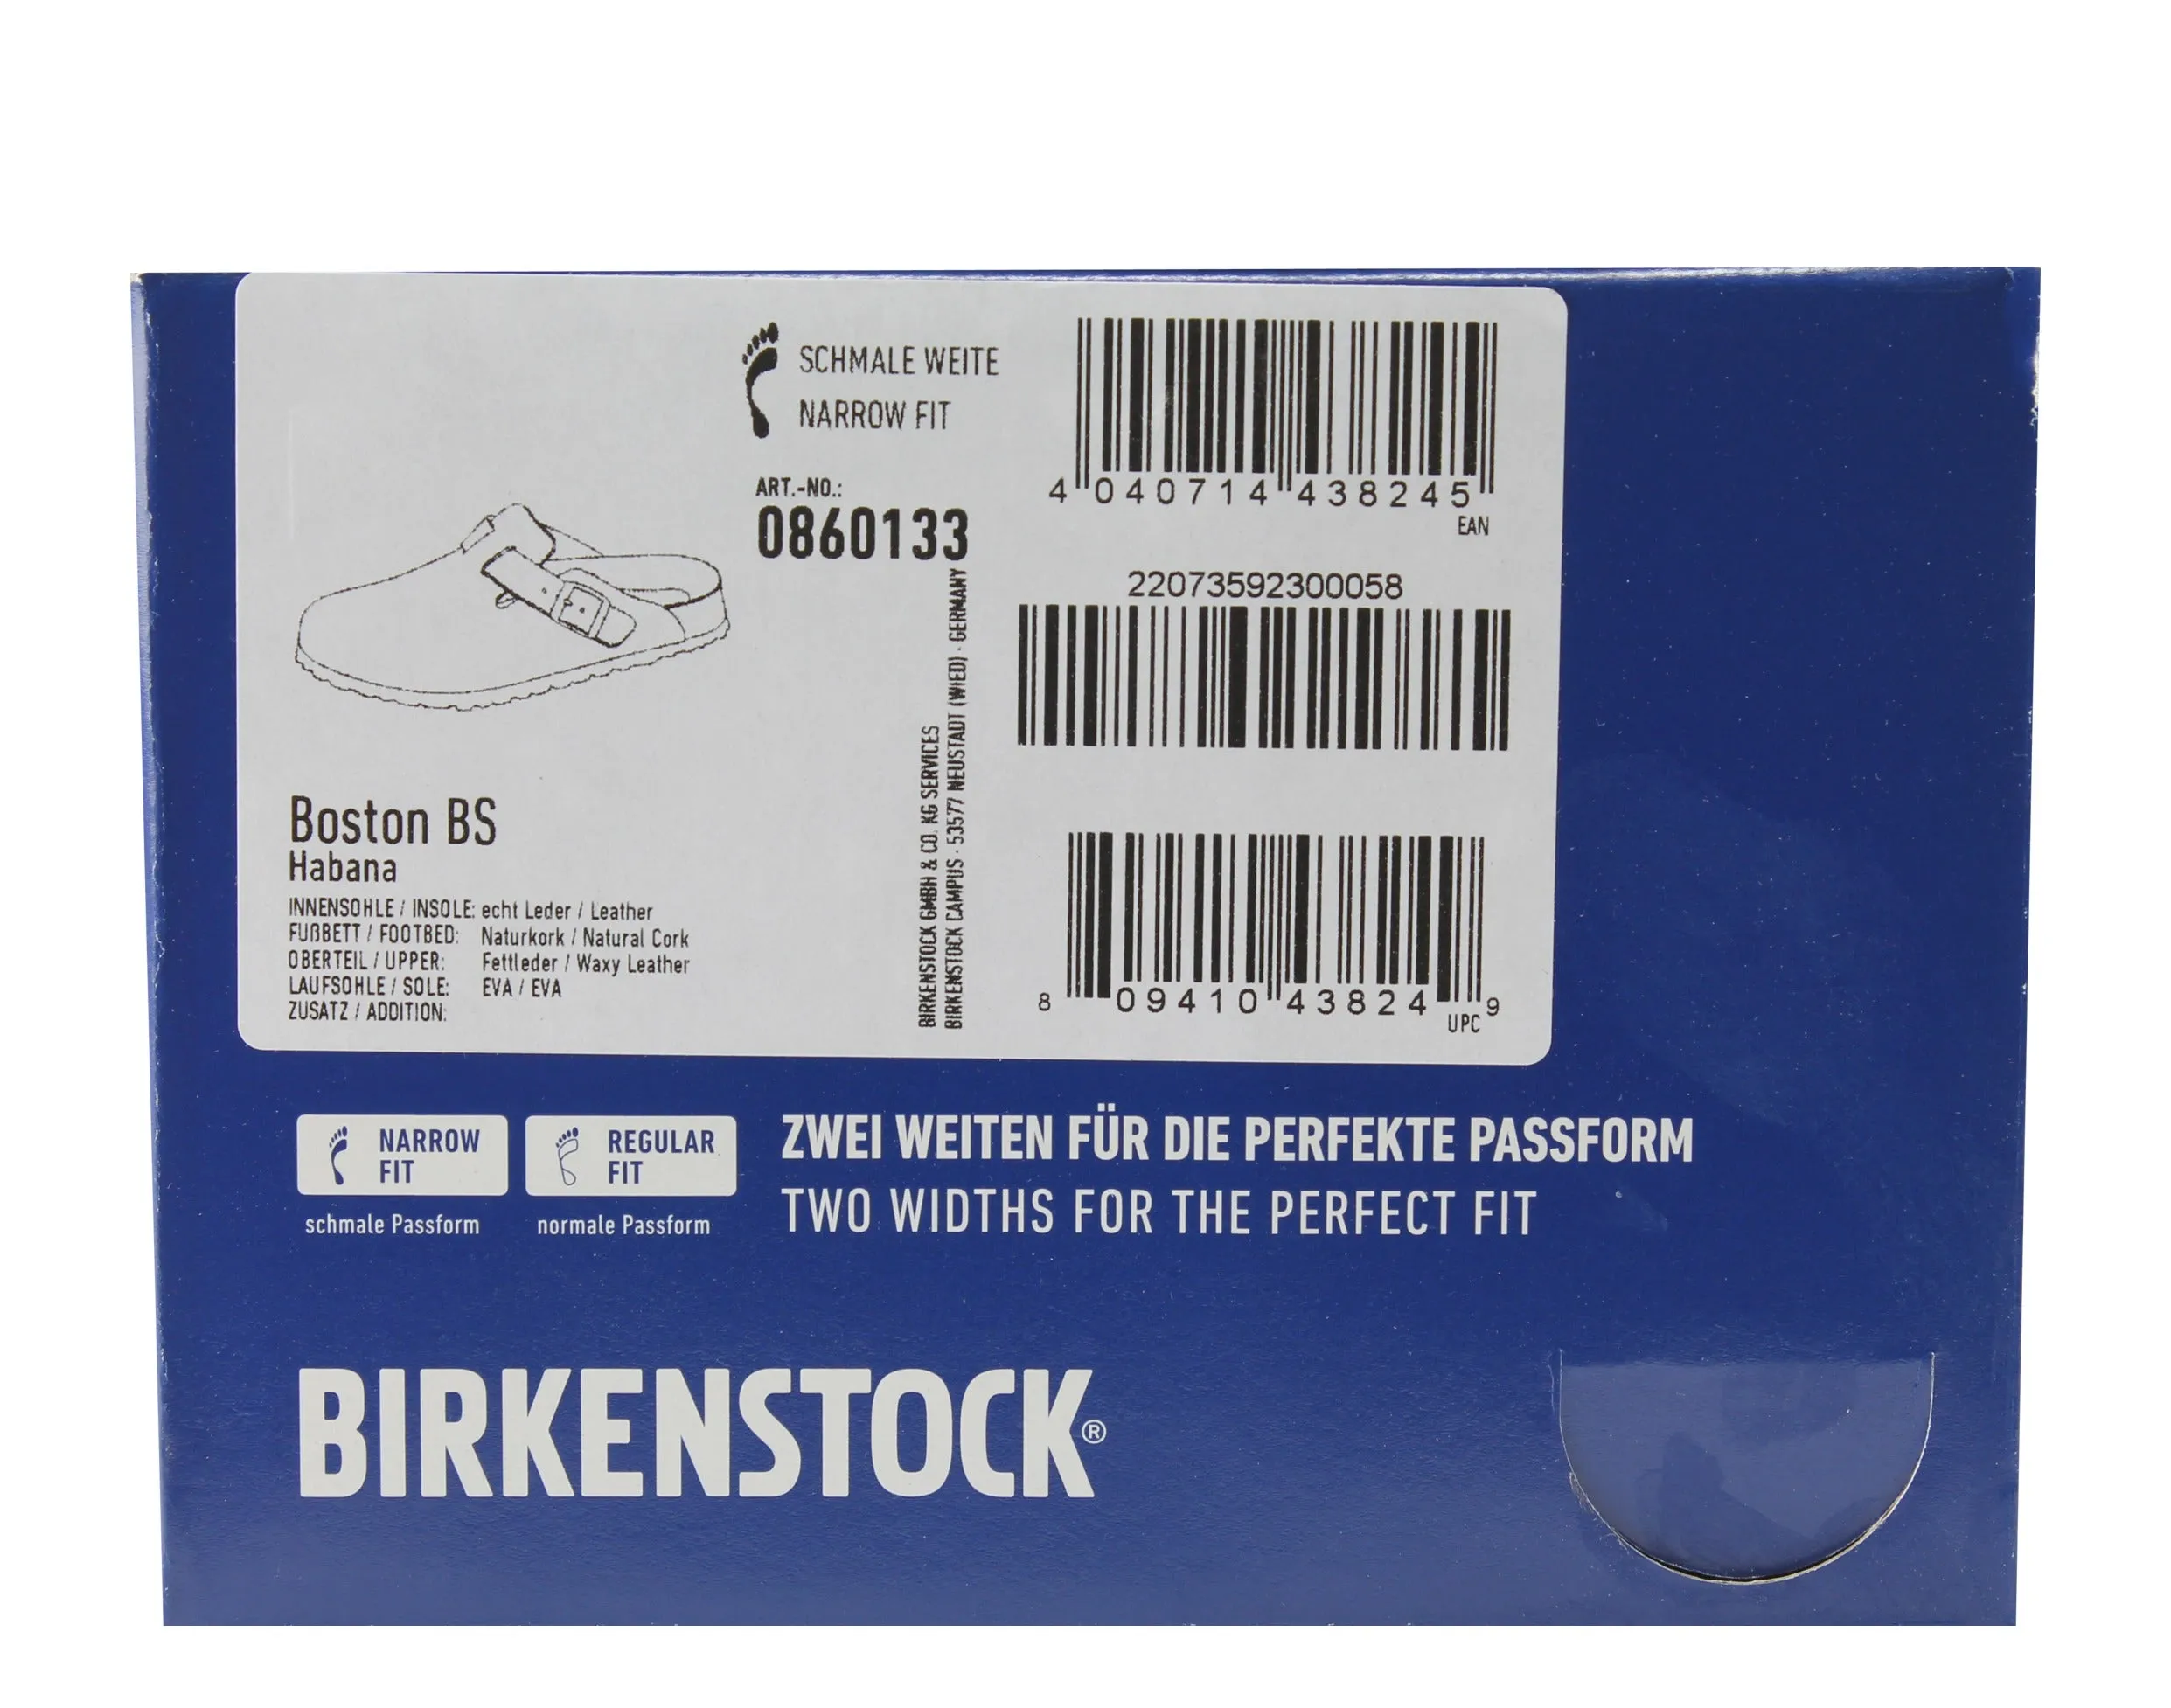 SCHMALE WEITE
NARROW FIT
ART.-NO.:
0860133
4 040714 438245
EAN
22073592300058
8 09410 43824 9
UPC
BIRKENSTOCK GMBH & CO. KG SERVICES
BIRKENSTOCK CAMPUS · 53577 NEUSTADT (WIED) · GERMANY
Boston BS
Habana
INNENSOHLE / INSOLE: echt Leder / Leather
FUßBETT / FOOTBED: Naturkork / Natural Cork
OBERTEIL / UPPER: Fettleder / Waxy Leather
LAUFSOHLE / SOLE: EVA / EVA
ZUSATZ / ADDITION:
NARROW
FIT
schmale Passform
REGULAR
FIT
normale Passform
ZWEI WEITEN FÜR DIE PERFEKTE PASSFORM
TWO WIDTHS FOR THE PERFECT FIT
BIRKENSTOCK®